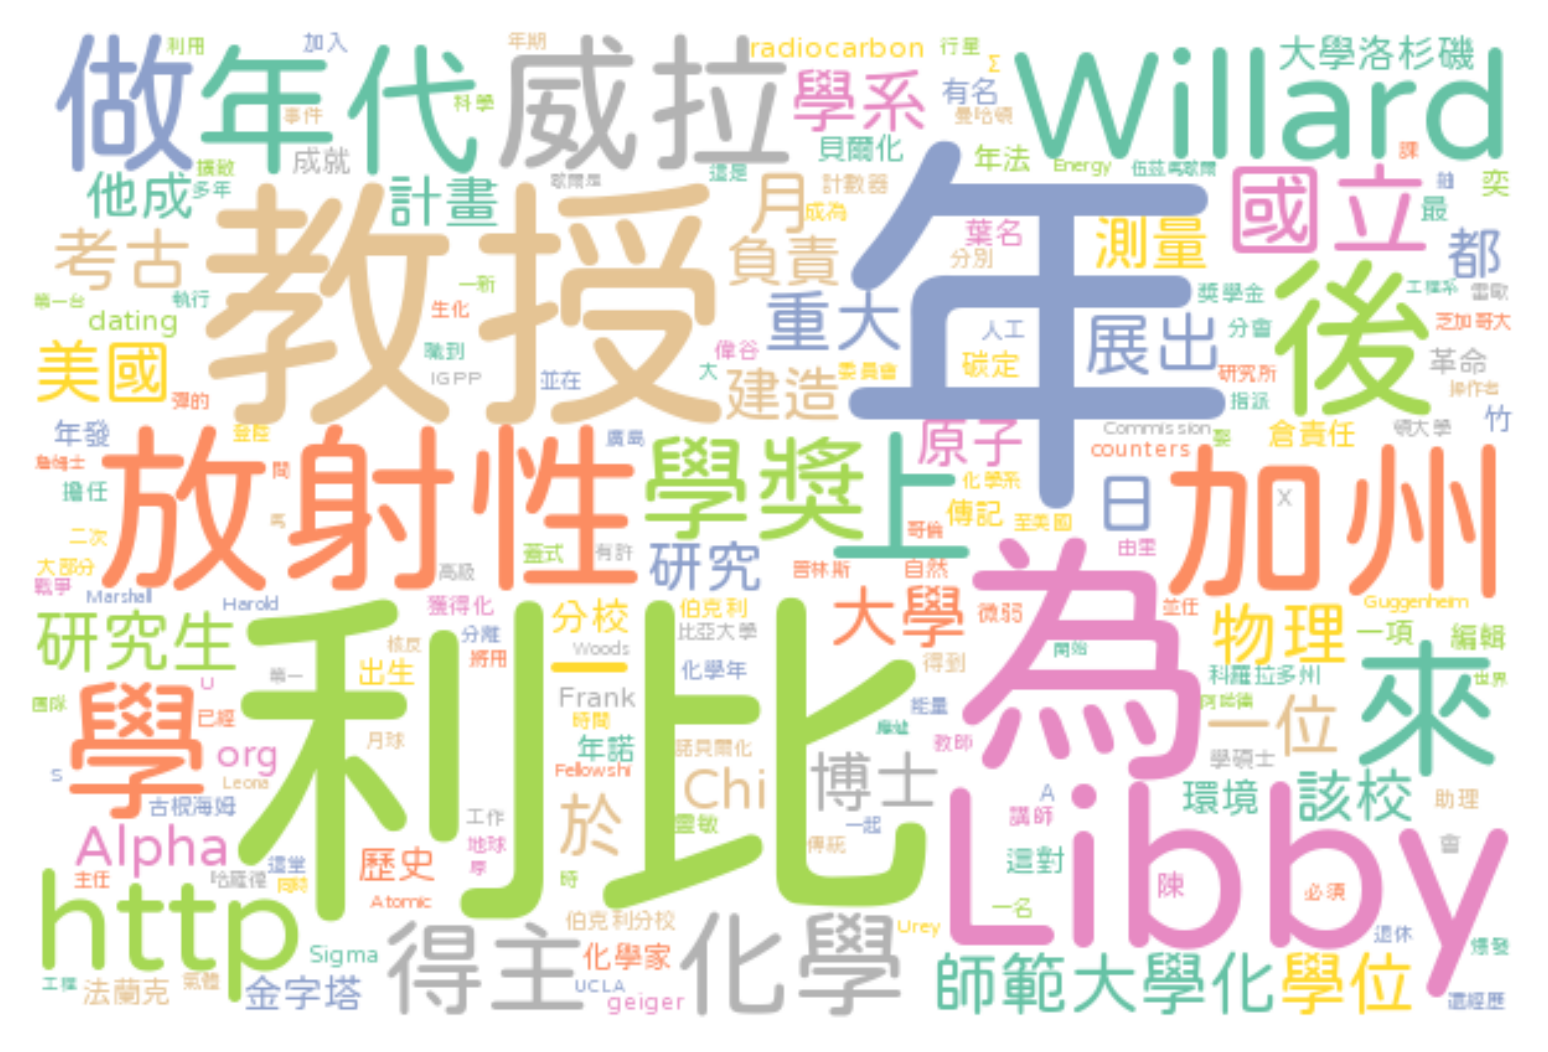 利用
加入
年期
radiocarbon
行星
大學洛杉磯
做
年代
威拉
學系
有名
Σ
Willard
科學
事件
曼哈頓
成就
貝爾化
年法
Energy
伍茲馬歇爾
課
他成
多年
計畫
這是
月
計數器
成為
國立
最
奕
考古
教授
負責
年
葉名
分別
測量
都
第一台
執行
一新
後
獎學金
工程系
雷歇
dating
生化
重大
人工
展出
分會
芝加哥大
美國
職到
偉谷
碳定
革命
IGPP
並在
大
委員會
研究所
操作者
彈的
建造
指派
年發
登陸
廣島
原子
Commission
倉責任
頓大學
竹
詹姆士
放射性
間
學獎
上
counters
加州
擔任
化學系
X
日
傳記
至美國
馬
哥倫
二次
蓋式
有許
研究
由里
大部分
高級
普林斯
自然
戰爭
Marshall
Harold
獲得化
分校
伯克利
大學
微弱
為
並任
Guggenheim
研究生
利比
分離
比亞大學
物理
一項
編輯
Woods
將用
一
開始
出生
化學年
得到
科羅拉多州
來
世界
學
U
第一
Frank
能量
團隊
已經
時間
一位
org
月球
年諾
諾貝爾化
教師
學碩士
S
Leona
Fellowshi
Chi
博士
環境
該校
助理
古根海姆
工作
於
靈敏
一起
A
講師
Libby
Alpha
地球
傳統
這對
會
這堂
歷史
主任
哈羅德
同時
時
陳
必須
http
Atomic
一名
伯克利分校
Urey
退休
Sigma
得主
化學家
化學
爆發
工程
法蘭克
氣體
金字塔
UCLA
geiger
師範大學化
學位
還經歷